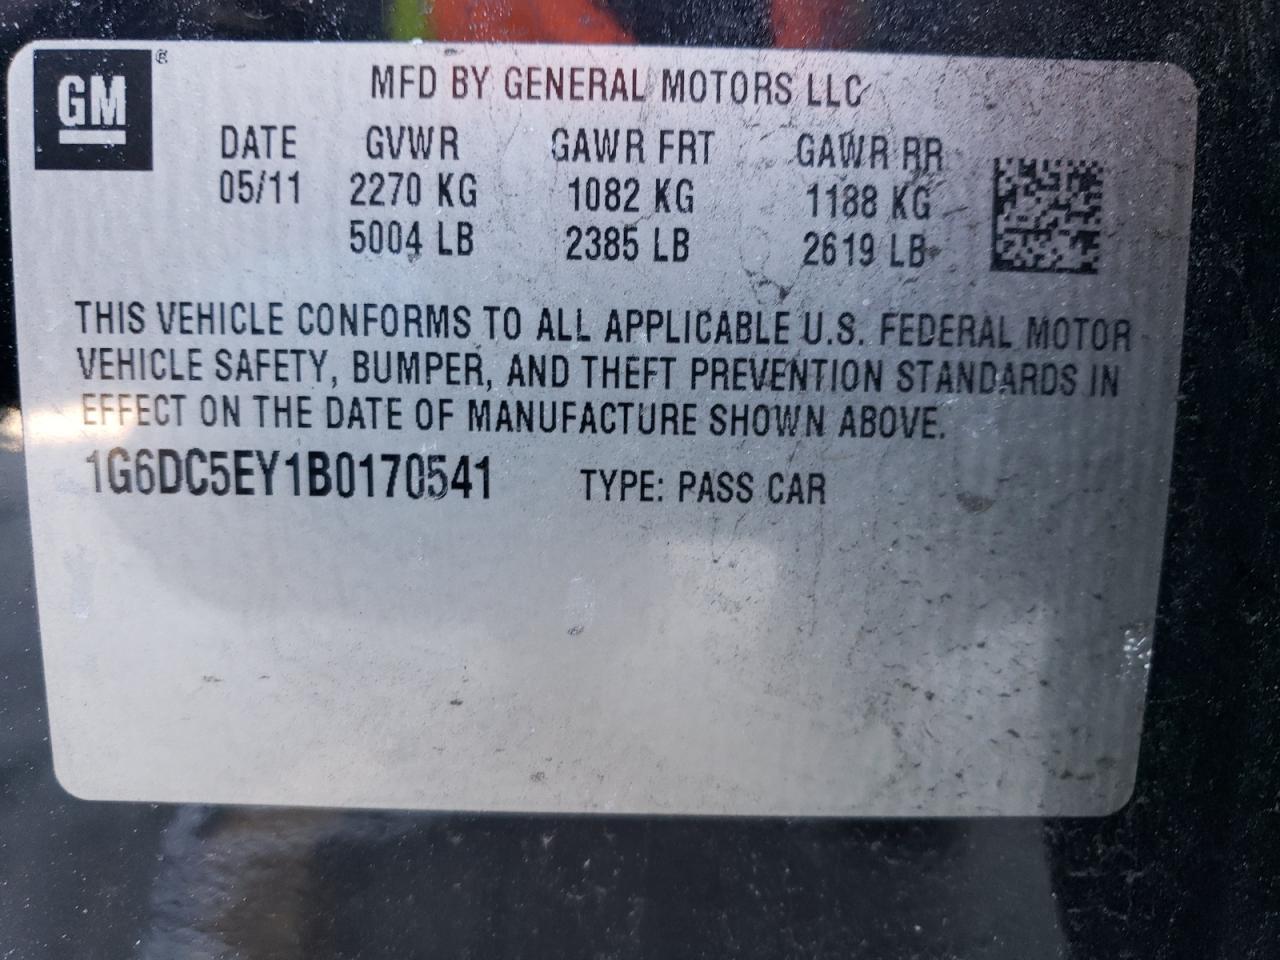 GM ®
MFD BY GENERAL MOTORS LLC
DATE GVWR GAWR FRT GAWR RR
05/11 2270 KG 1082 KG 1188 KG
5004 LB 2385 LB 2619 LB
THIS VEHICLE CONFORMS TO ALL APPLICABLE U.S. FEDERAL MOTOR
VEHICLE SAFETY, BUMPER, AND THEFT PREVENTION STANDARDS IN
EFFECT ON THE DATE OF MANUFACTURE SHOWN ABOVE.
1G6DC5EY1B0170541 TYPE: PASS CAR